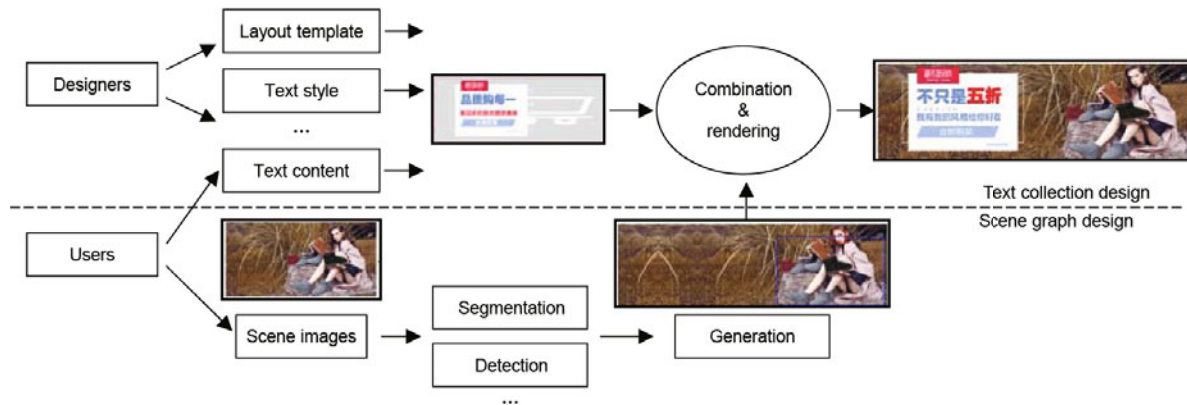 Layout template
Designers
Text style
...
Text content
品质购每一
Combination
&
rendering
不只是五折
Text collection design
Scene graph design
Users
Scene images
Segmentation
Detection
...
Generation